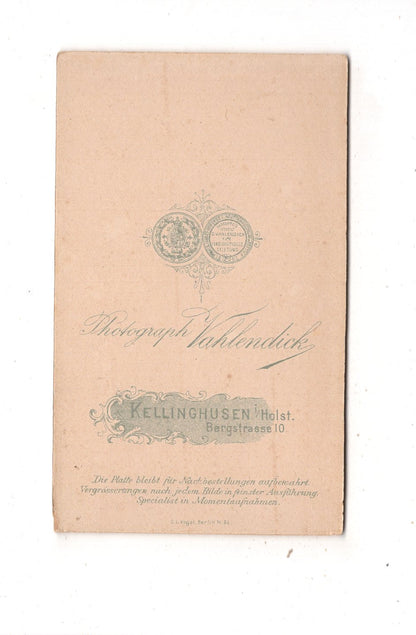 Photograph Vahlendick
KELLINGHUSEN i Holst.
Bergstrasse 10.
Die Platte bleibt für Nachbestellungen aufbewahrt.
Vergrösserungen nach jedem Bilde in feinster Ausführung.
Specialist in Momentaufnahmen.